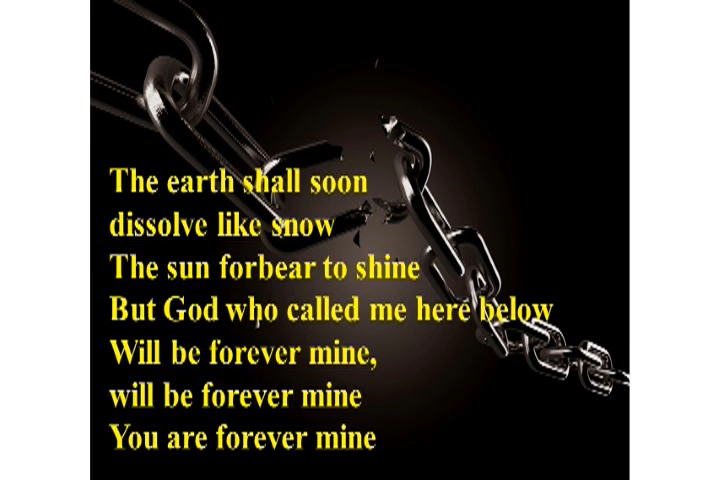 The earth shall soon
dissolve like snow
The sun forbear to shine
But God who called me here below
Will be forever mine,
will be forever mine
You are forever mine